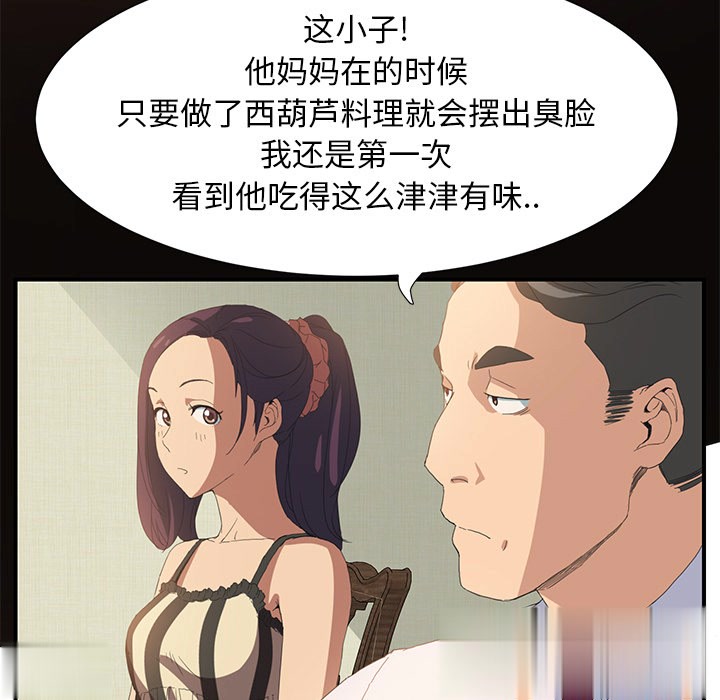 这小子!
他妈妈在的时候
只要做了西葫芦料理就会摆出臭脸
我还是第一次
看到他吃得这么津津有味..